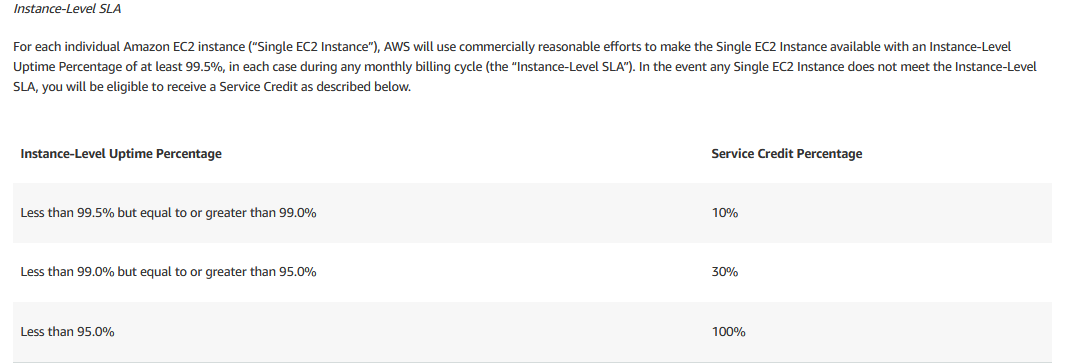 Instance-Level SLA
For each individual Amazon EC2 instance (“Single EC2 Instance”), AWS will use commercially reasonable efforts to make the Single EC2 Instance available with an Instance-Level
Uptime Percentage of at least 99.5%, in each case during any monthly billing cycle (the “Instance-Level SLA”). In the event any Single EC2 Instance does not meet the Instance-Level
SLA, you will be eligible to receive a Service Credit as described below.
Instance-Level Uptime Percentage Service Credit Percentage
Less than 99.5% but equal to or greater than 99.0% 10%
Less than 99.0% but equal to or greater than 95.0% 30%
Less than 95.0% 100%